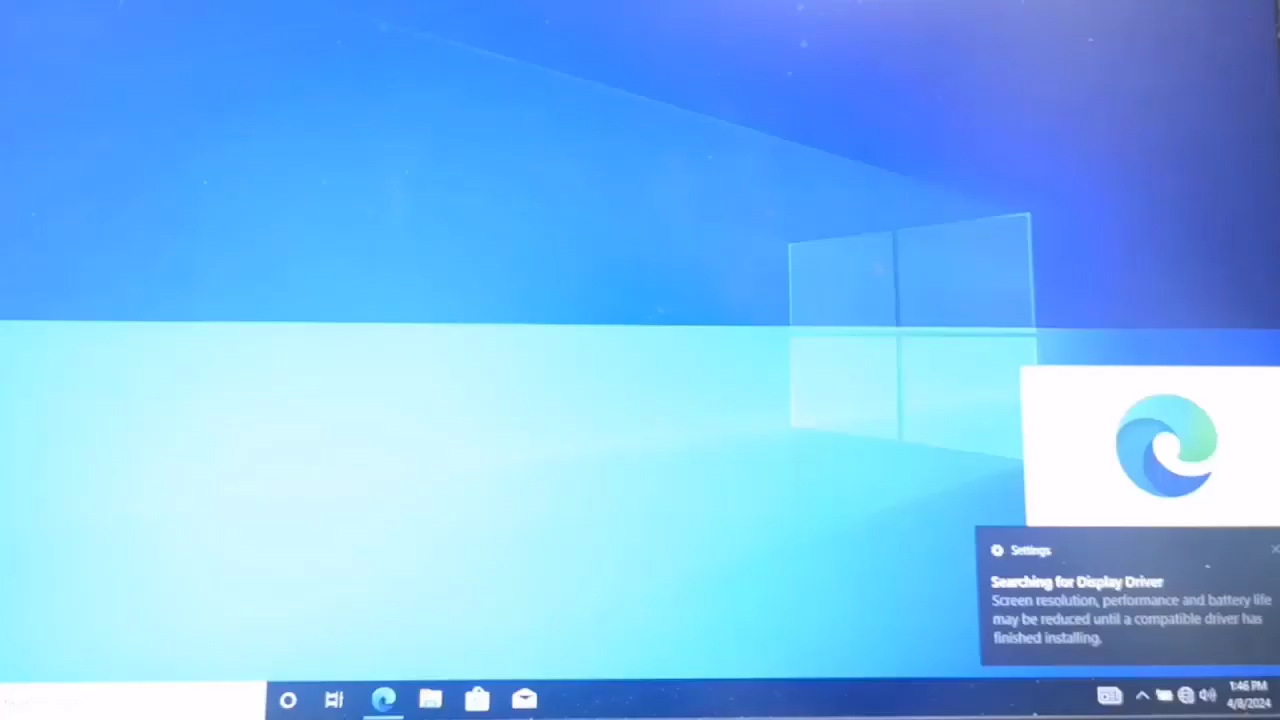 Settings
Searching for Display Driver
Screen resolution, performance and battery life
may be reduced until a compatible driver has
finished installing.
1:46 PM
4/8/2024